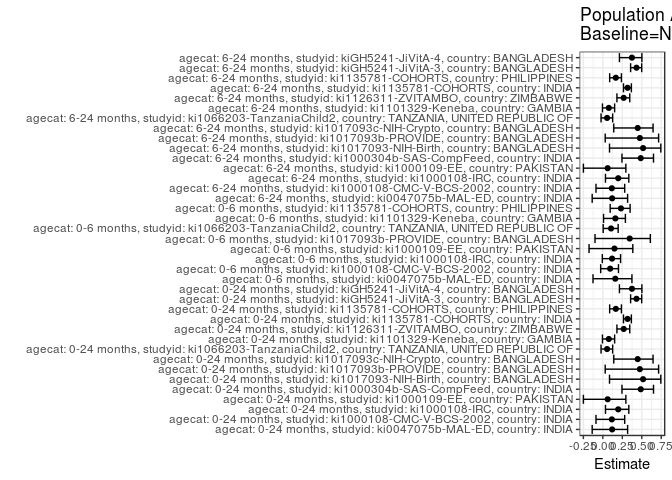 Population A
Baseline=N
agecat: 6-24 months, studyid: kiGH5241-JiVitA-4, country: BANGLADESH
agecat: 6-24 months, studyid: kiGH5241-JiVitA-3, country: BANGLADESH
agecat: 6-24 months, studyid: ki1135781-COHORTS, country: PHILIPPINES
agecat: 6-24 months, studyid: ki1135781-COHORTS, country: INDIA
agecat: 6-24 months, studyid: ki1126311-ZVITAMBO, country: ZIMBABWE
agecat: 6-24 months, studyid: ki1101329-Keneba, country: GAMBIA
agecat: 6-24 months, studyid: ki1066203-TanzaniaChild2, country: TANZANIA, UNITED REPUBLIC OF
agecat: 6-24 months, studyid: ki1017093c-NIH-Crypto, country: BANGLADESH
agecat: 6-24 months, studyid: ki1017093b-PROVIDE, country: BANGLADESH
agecat: 6-24 months, studyid: ki1017093-NIH-Birth, country: BANGLADESH
agecat: 6-24 months, studyid: ki1000304b-SAS-CompFeed, country: INDIA
agecat: 6-24 months, studyid: ki1000109-EE, country: PAKISTAN
agecat: 6-24 months, studyid: ki1000108-IRC, country: INDIA
agecat: 6-24 months, studyid: ki1000108-CMC-V-BCS-2002, country: INDIA
agecat: 6-24 months, studyid: ki0047075b-MAL-ED, country: INDIA
agecat: 0-6 months, studyid: ki1135781-COHORTS, country: PHILIPPINES
agecat: 0-6 months, studyid: ki1101329-Keneba, country: GAMBIA
agecat: 0-6 months, studyid: ki1066203-TanzaniaChild2, country: TANZANIA, UNITED REPUBLIC OF
agecat: 0-6 months, studyid: ki1017093b-PROVIDE, country: BANGLADESH
agecat: 0-6 months, studyid: ki1000109-EE, country: PAKISTAN
agecat: 0-6 months, studyid: ki1000108-IRC, country: INDIA
agecat: 0-6 months, studyid: ki1000108-CMC-V-BCS-2002, country: INDIA
agecat: 0-6 months, studyid: ki0047075b-MAL-ED, country: INDIA
agecat: 0-24 months, studyid: kiGH5241-JiVitA-4, country: BANGLADESH
agecat: 0-24 months, studyid: kiGH5241-JiVitA-3, country: BANGLADESH
agecat: 0-24 months, studyid: ki1135781-COHORTS, country: PHILIPPINES
agecat: 0-24 months, studyid: ki1135781-COHORTS, country: INDIA
agecat: 0-24 months, studyid: ki1126311-ZVITAMBO, country: ZIMBABWE
agecat: 0-24 months, studyid: ki1101329-Keneba, country: GAMBIA
agecat: 0-24 months, studyid: ki1066203-TanzaniaChild2, country: TANZANIA, UNITED REPUBLIC OF
agecat: 0-24 months, studyid: ki1017093c-NIH-Crypto, country: BANGLADESH
agecat: 0-24 months, studyid: ki1017093b-PROVIDE, country: BANGLADESH
agecat: 0-24 months, studyid: ki1017093-NIH-Birth, country: BANGLADESH
agecat: 0-24 months, studyid: ki1000304b-SAS-CompFeed, country: INDIA
agecat: 0-24 months, studyid: ki1000109-EE, country: PAKISTAN
agecat: 0-24 months, studyid: ki1000108-IRC, country: INDIA
agecat: 0-24 months, studyid: ki1000108-CMC-V-BCS-2002, country: INDIA
agecat: 0-24 months, studyid: ki0047075b-MAL-ED, country: INDIA
-0.25 0.00 0.25 0.50 0.75
Estimate